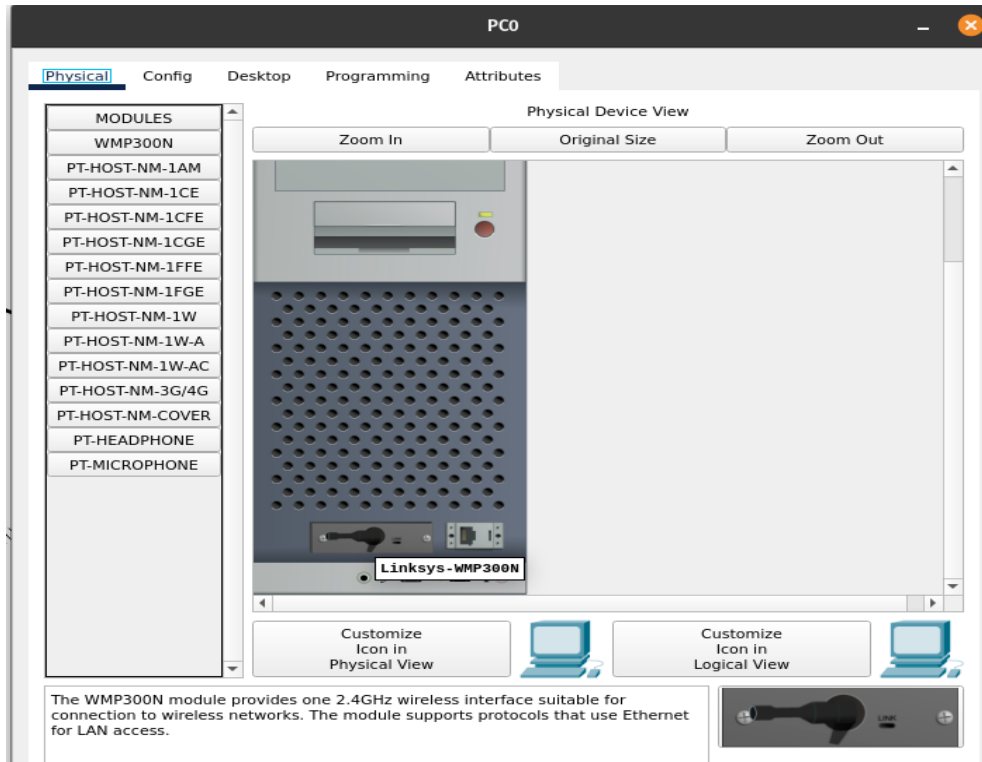 PC0
Physical
Config
Desktop
Programming
Attributes
MODULES
WMP300N
PT-HOST-NM-1AM
PT-HOST-NM-1CE
PT-HOST-NM-1CFE
PT-HOST-NM-1CGE
PT-HOST-NM-1FFE
PT-HOST-NM-1FGE
PT-HOST-NM-1W
PT-HOST-NM-1W-A
PT-HOST-NM-1W-AC
PT-HOST-NM-3G/4G
PT-HOST-NM-COVER
PT-HEADPHONE
PT-MICROPHONE
Physical Device View
Zoom In
Original Size
Zoom Out
Linksys-WMP300N
Customize
Icon in
Physical View
Customize
Icon in
Logical View
The WMP300N module provides one 2.4GHz wireless interface suitable for
connection to wireless networks. The module supports protocols that use Ethernet
for LAN access.
LINK